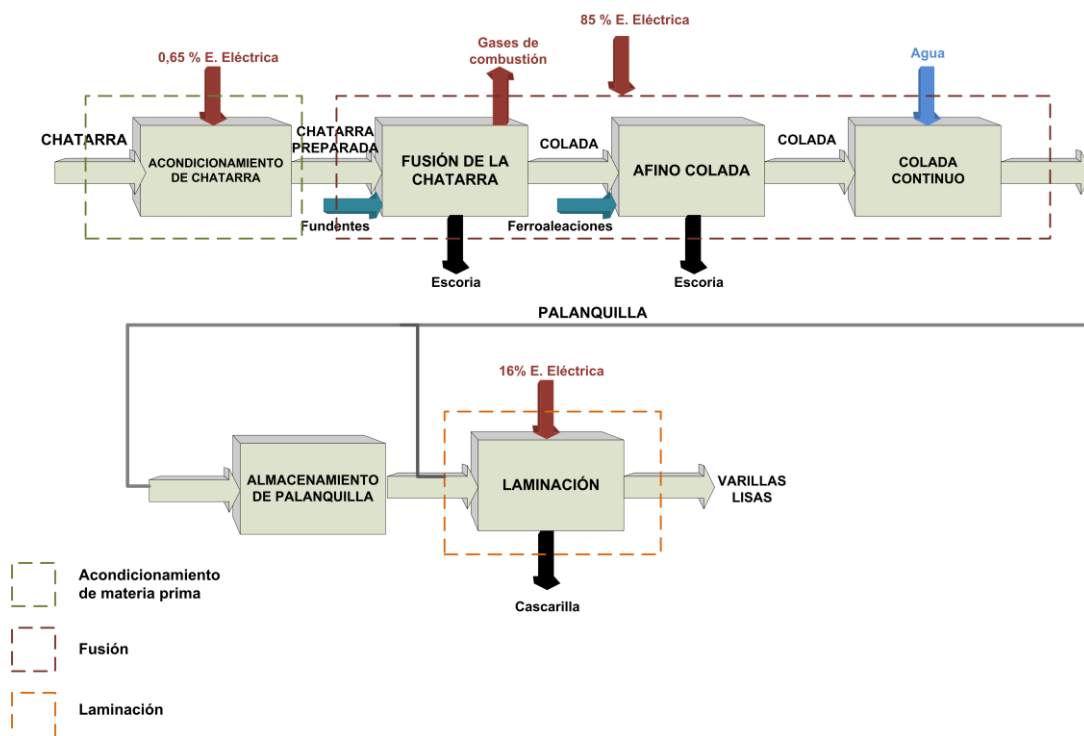 85 % E. Eléctrica
Gases de
combustión
0,65 % E. Eléctrica
Agua
CHATARRA
CHATARRA
PREPARADA
COLADA
COLADA
ACONDICIONAMIENTO
DE CHATARRA
FUSIÓN DE LA
CHATARRA
AFINO COLADA
COLADA
CONTINUO
Fundentes
Ferroaleaciones
Escoria
Escoria
PALANQUILLA
16% E. Eléctrica
ALMACENAMIENTO
DE PALANQUILLA
LAMINACIÓN
VARILLAS
LISAS
Cascarilla
Acondicionamiento
de materia prima
Fusión
Laminación